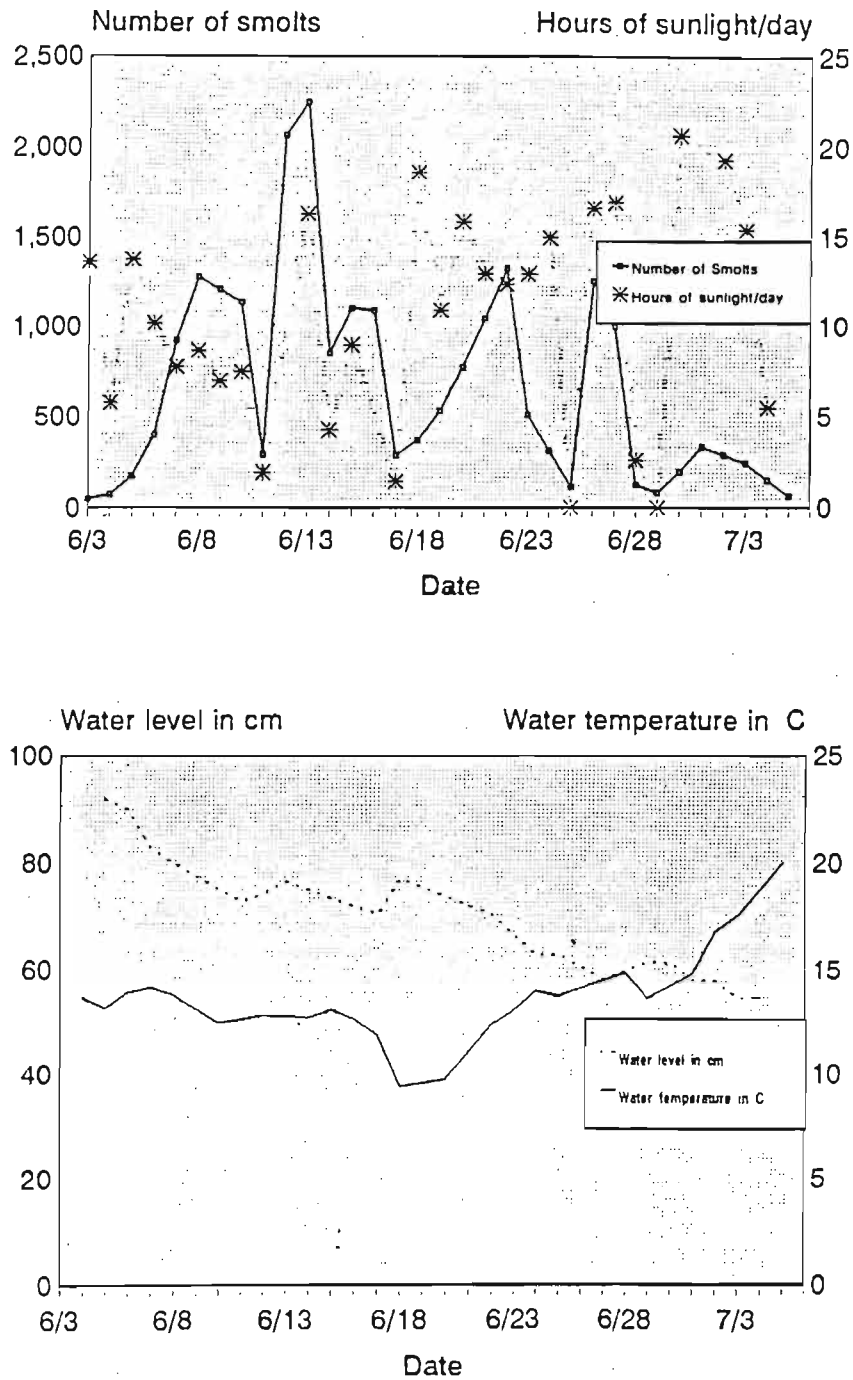 Number of smolts Hours of sunlight/day
2,500 25
2,000 20
1,500 15
Number of Smolts
Hours of sunlight/day
1,000 10
500 5
0 0
6/3 6/8 6/13 6/18 6/23 6/28 7/3
Date
Water level in cm Water temperature in C
100 25
80 20
60 15
Water level in cm
Water temperature in C
40 10
20 5
0 0
6/3 6/8 6/13 6/18 6/23 6/28 7/3
Date